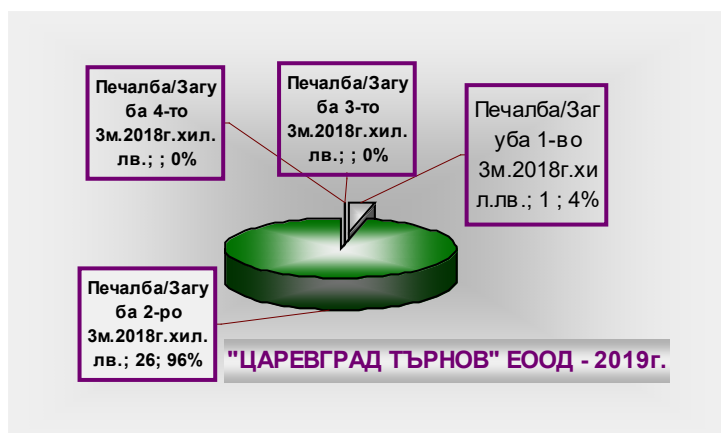 Печалба/Загу
ба 4-то
3м.2018г.хил.
лв.; ; 0%
Печалба/Загу
ба 3-то
3м.2018г.хил.
лв.; ; 0%
Печалба/Заг
уба 1-во
3м.2018г.хи
л.лв.; 1 ; 4%
Печалба/Загу
ба 2-ро
3м.2018г.хил.
лв.; 26; 96%
"ЦАРЕВГРАД ТЪРНОВ" ЕООД - 2019г.